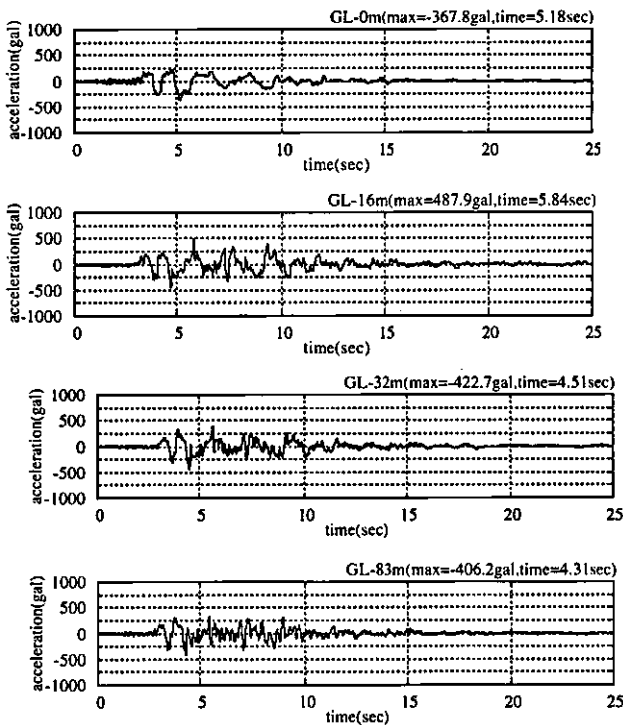 GL-0m(max=-367.8gal,time=5.18sec)
1000
500
0
-500
-1000
acceleration(gal)
0 5 10 15 20 25
time(sec)
GL-16m(max=487.9gal,time=5.84sec)
1000
500
0
-500
-1000
acceleration(gal)
0 5 10 15 20 25
time(sec)
GL-32m(max=-422.7gal,time=4.51sec)
1000
500
0
-500
-1000
acceleration(gal)
0 5 10 15 20 25
time(sec)
GL-83m(max=-406.2gal,time=4.31sec)
1000
500
0
-500
-1000
acceleration(gal)
0 5 10 15 20 25
time(sec)